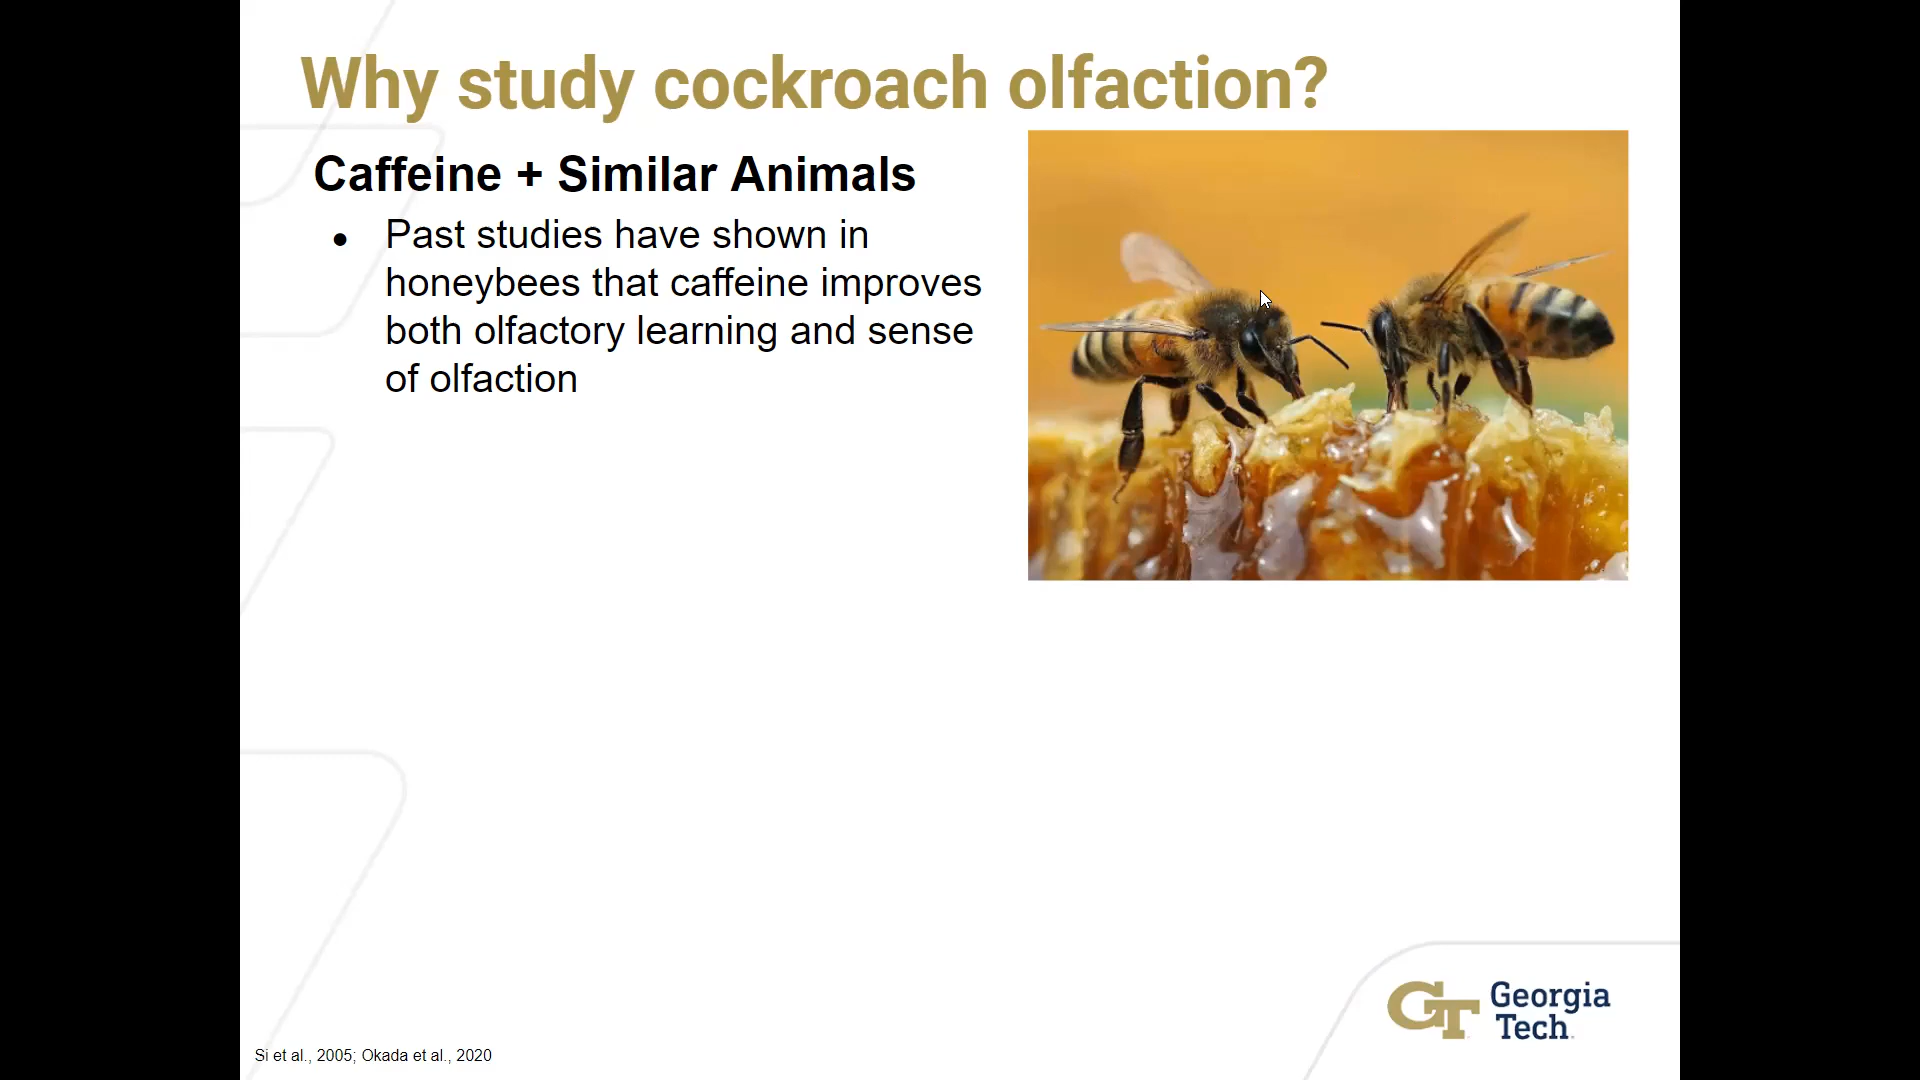 Why study cockroach olfaction?
Caffeine + Similar Animals
● Past studies have shown in
honeybees that caffeine improves
both olfactory learning and sense
of olfaction
GT Georgia
Tech
Si et al., 2005; Okada et al., 2020